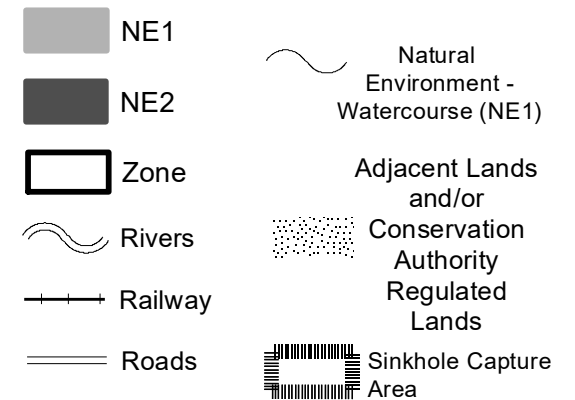 NE1
NE2
Zone
Rivers
Railway
Roads
Natural
Environment -
Watercourse (NE1)
Adjacent Lands
and/or
Conservation
Authority
Regulated
Lands
Sinkhole Capture
Area